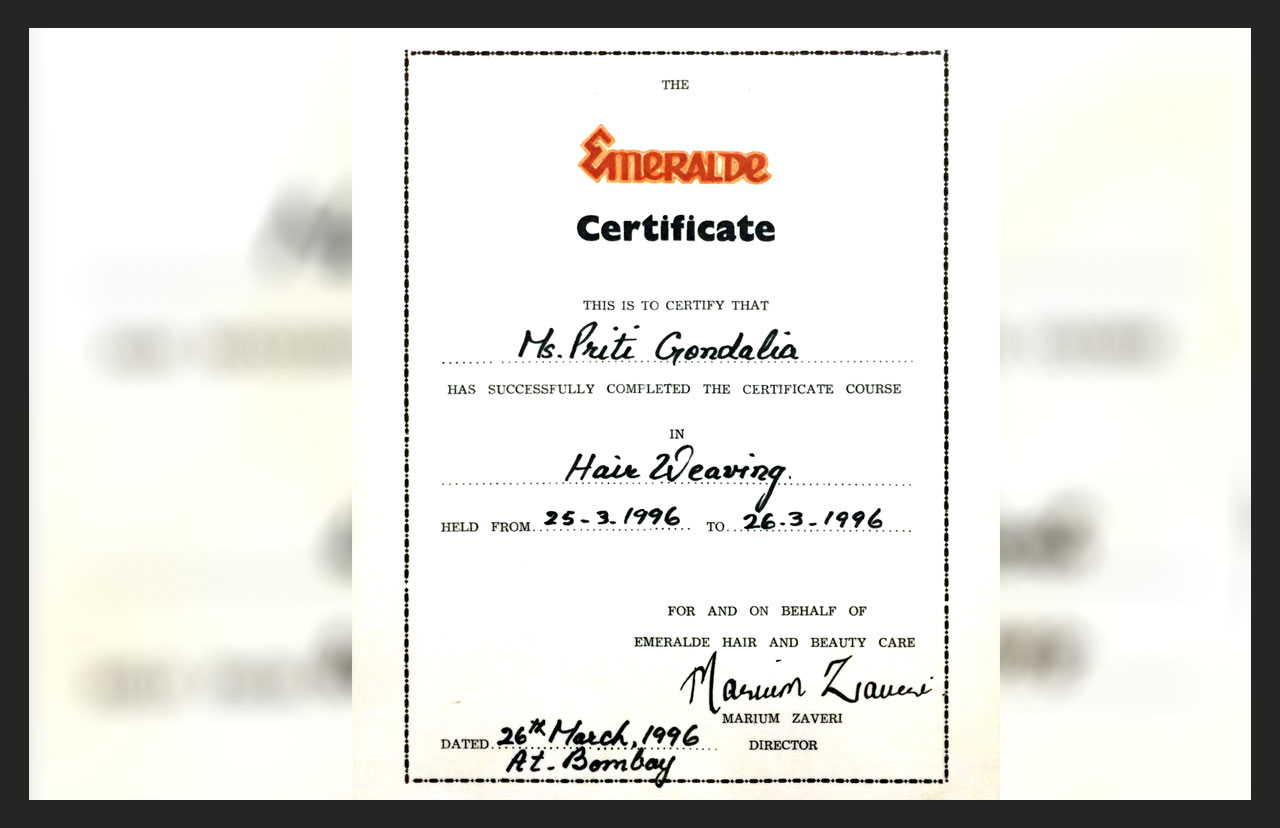 THE
EMERALDE
Certificate
THIS IS TO CERTIFY THAT
Ms. Priti Gondalia
HAS SUCCESSFULLY COMPLETED THE CERTIFICATE COURSE
IN
Hair Weaving.
HELD FROM 25-3-1996 TO 26-3-1996
FOR AND ON BEHALF OF
EMERALDE HAIR AND BEAUTY CARE
Marium Zaveri
MARIUM ZAVERI
DATED 26th March, 1996 DIRECTOR
At - Bombay